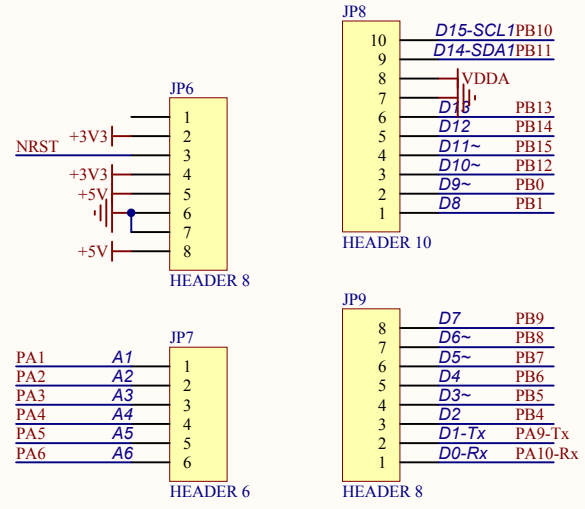 JP6
1
+3V3 2
NRST 3
+3V3 4
+5V 5
6
7
+5V 8
HEADER 8
JP8
10 D15-SCL1 PB10
9 D14-SDA1 PB11
8 VDDA
7
6 D13 PB13
5 D12 PB14
4 D11~ PB15
3 D10~ PB12
2 D9~ PB0
1 D8 PB1
HEADER 10
JP7
PA1 A1 1
PA2 A2 2
PA3 A3 3
PA4 A4 4
PA5 A5 5
PA6 A6 6
HEADER 6
JP9
8 D7 PB9
7 D6~ PB8
6 D5~ PB7
5 D4 PB6
4 D3~ PB5
3 D2 PB4
2 D1-Tx PA9-Tx
1 D0-Rx PA10-Rx
HEADER 8